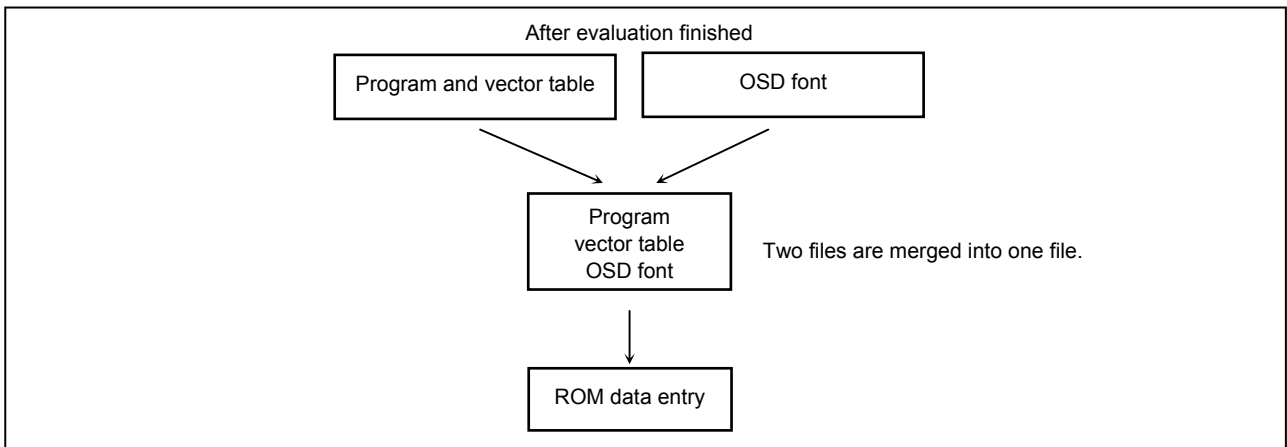 After evaluation finished
Program and vector table
OSD font
Program
vector table
OSD font
Two files are merged into one file.
ROM data entry